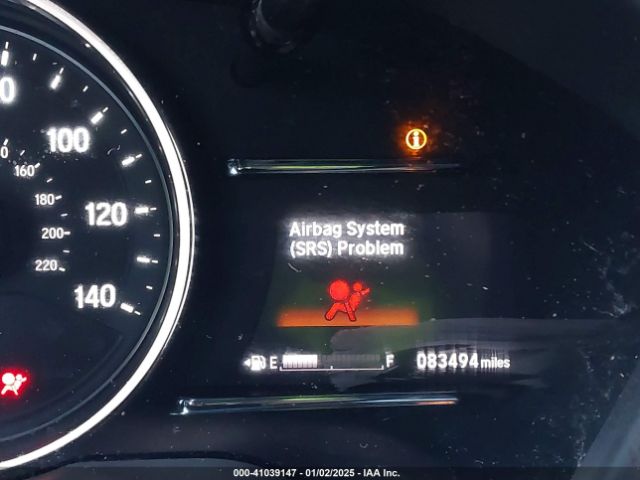 100
160
180
120
200
220
140
Airbag System
(SRS) Problem
E F 083494 miles
000-41039147 - 01/02/2025 - IAA Inc.